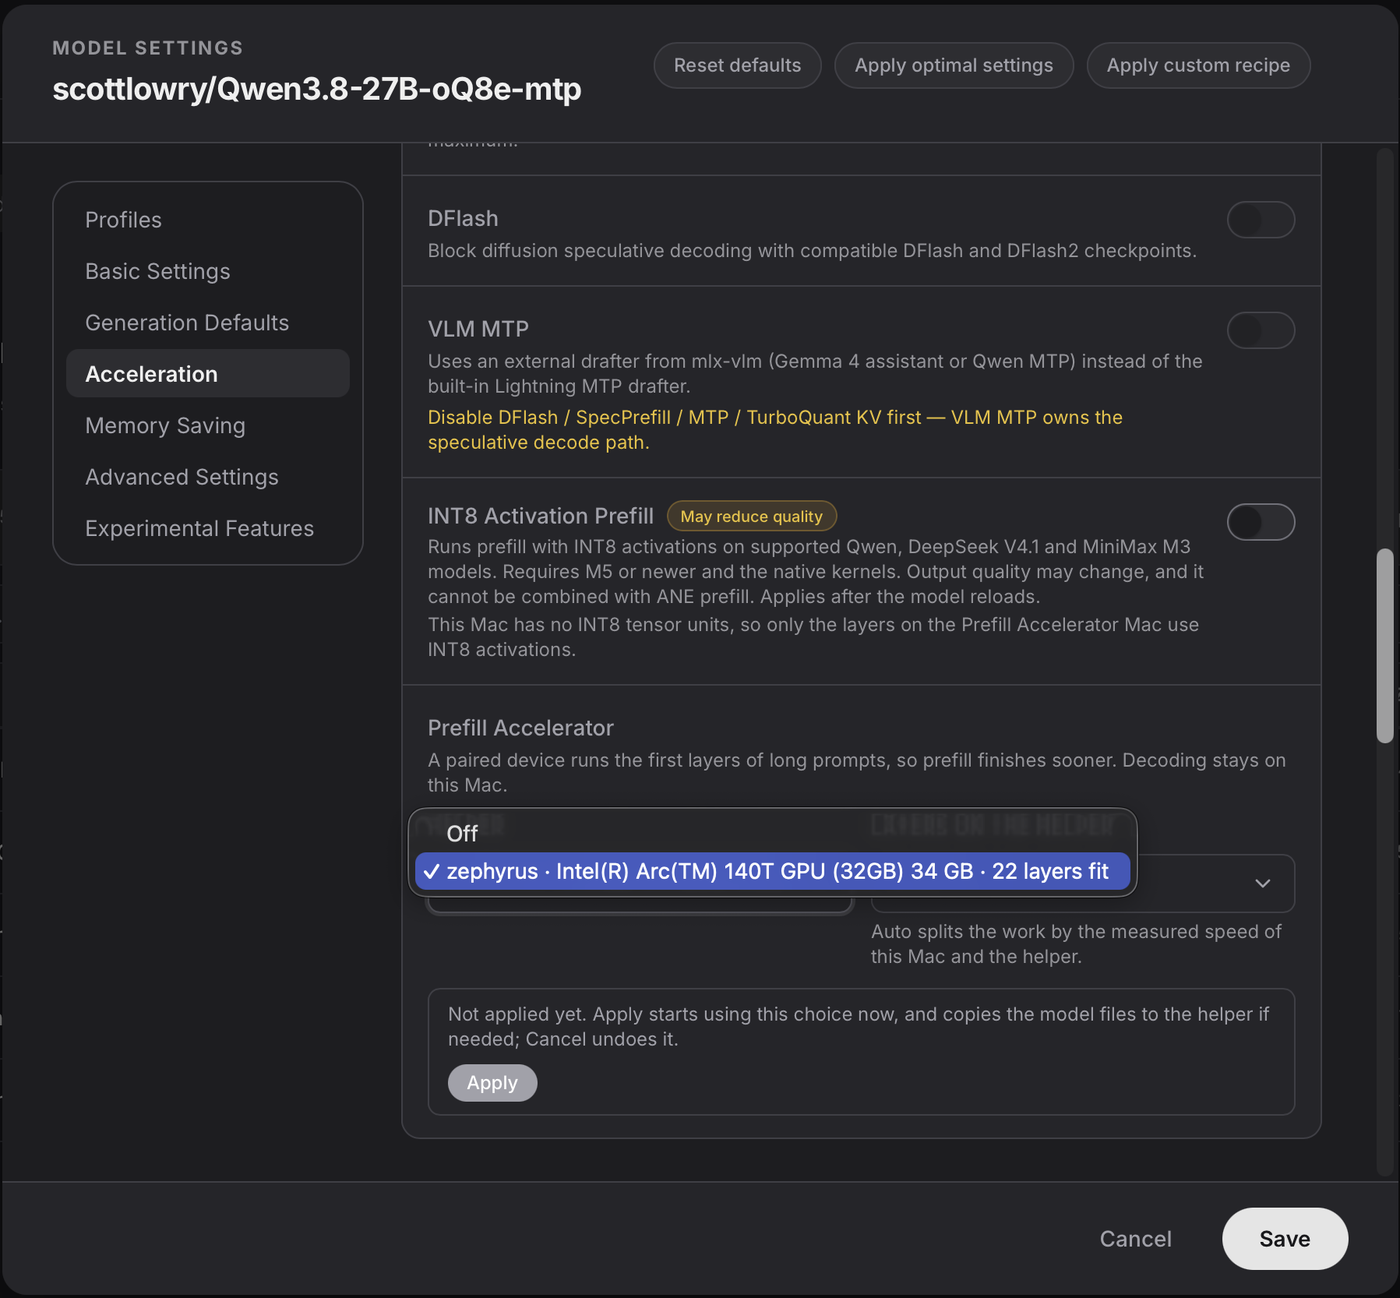 MODEL SETTINGS
scottlowry/Qwen3.8-27B-oQ8e-mtp
Reset defaults
Apply optimal settings
Apply custom recipe
Profiles
Basic Settings
Generation Defaults
Acceleration
Memory Saving
Advanced Settings
Experimental Features
maximum.
DFlash
Block diffusion speculative decoding with compatible DFlash and DFlash2 checkpoints.
VLM MTP
Uses an external drafter from mlx-vlm (Gemma 4 assistant or Qwen MTP) instead of the
built-in Lightning MTP drafter.
Disable DFlash / SpecPrefill / MTP / TurboQuant KV first — VLM MTP owns the
speculative decode path.
INT8 Activation Prefill May reduce quality
Runs prefill with INT8 activations on supported Qwen, DeepSeek V4.1 and MiniMax M3
models. Requires M5 or newer and the native kernels. Output quality may change, and it
cannot be combined with ANE prefill. Applies after the model reloads.
This Mac has no INT8 tensor units, so only the layers on the Prefill Accelerator Mac use
INT8 activations.
Prefill Accelerator
A paired device runs the first layers of long prompts, so prefill finishes sooner. Decoding stays on
this Mac.
LAYERS ON THE HELPER
Off
✓ zephyrus · Intel(R) Arc(TM) 140T GPU (32GB) 34 GB · 22 layers fit
Auto splits the work by the measured speed of
this Mac and the helper.
Not applied yet. Apply starts using this choice now, and copies the model files to the helper if
needed; Cancel undoes it.
Apply
Cancel
Save